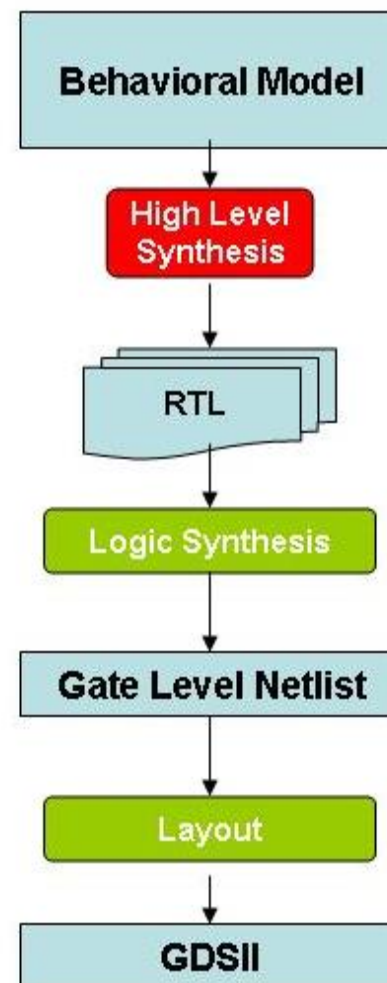 Behavioral Model
High Level
Synthesis
RTL
Logic Synthesis
Gate Level Netlist
Layout
GDSII